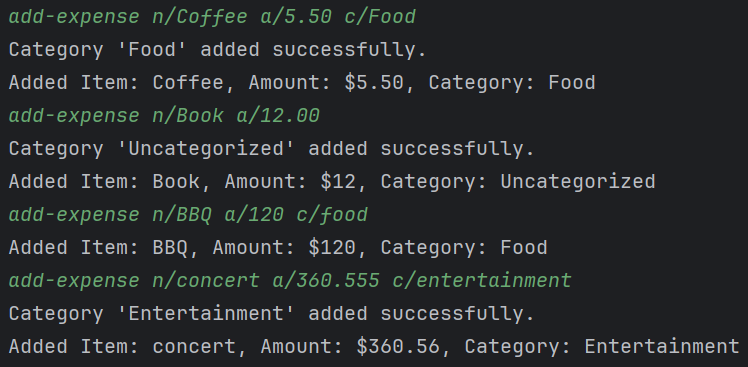 add-expense n/Coffee a/5.50 c/Food
Category 'Food' added successfully.
Added Item: Coffee, Amount: $5.50, Category: Food
add-expense n/Book a/12.00
Category 'Uncategorized' added successfully.
Added Item: Book, Amount: $12, Category: Uncategorized
add-expense n/BBQ a/120 c/food
Added Item: BBQ, Amount: $120, Category: Food
add-expense n/concert a/360.555 c/entertainment
Category 'Entertainment' added successfully.
Added Item: concert, Amount: $360.56, Category: Entertainment